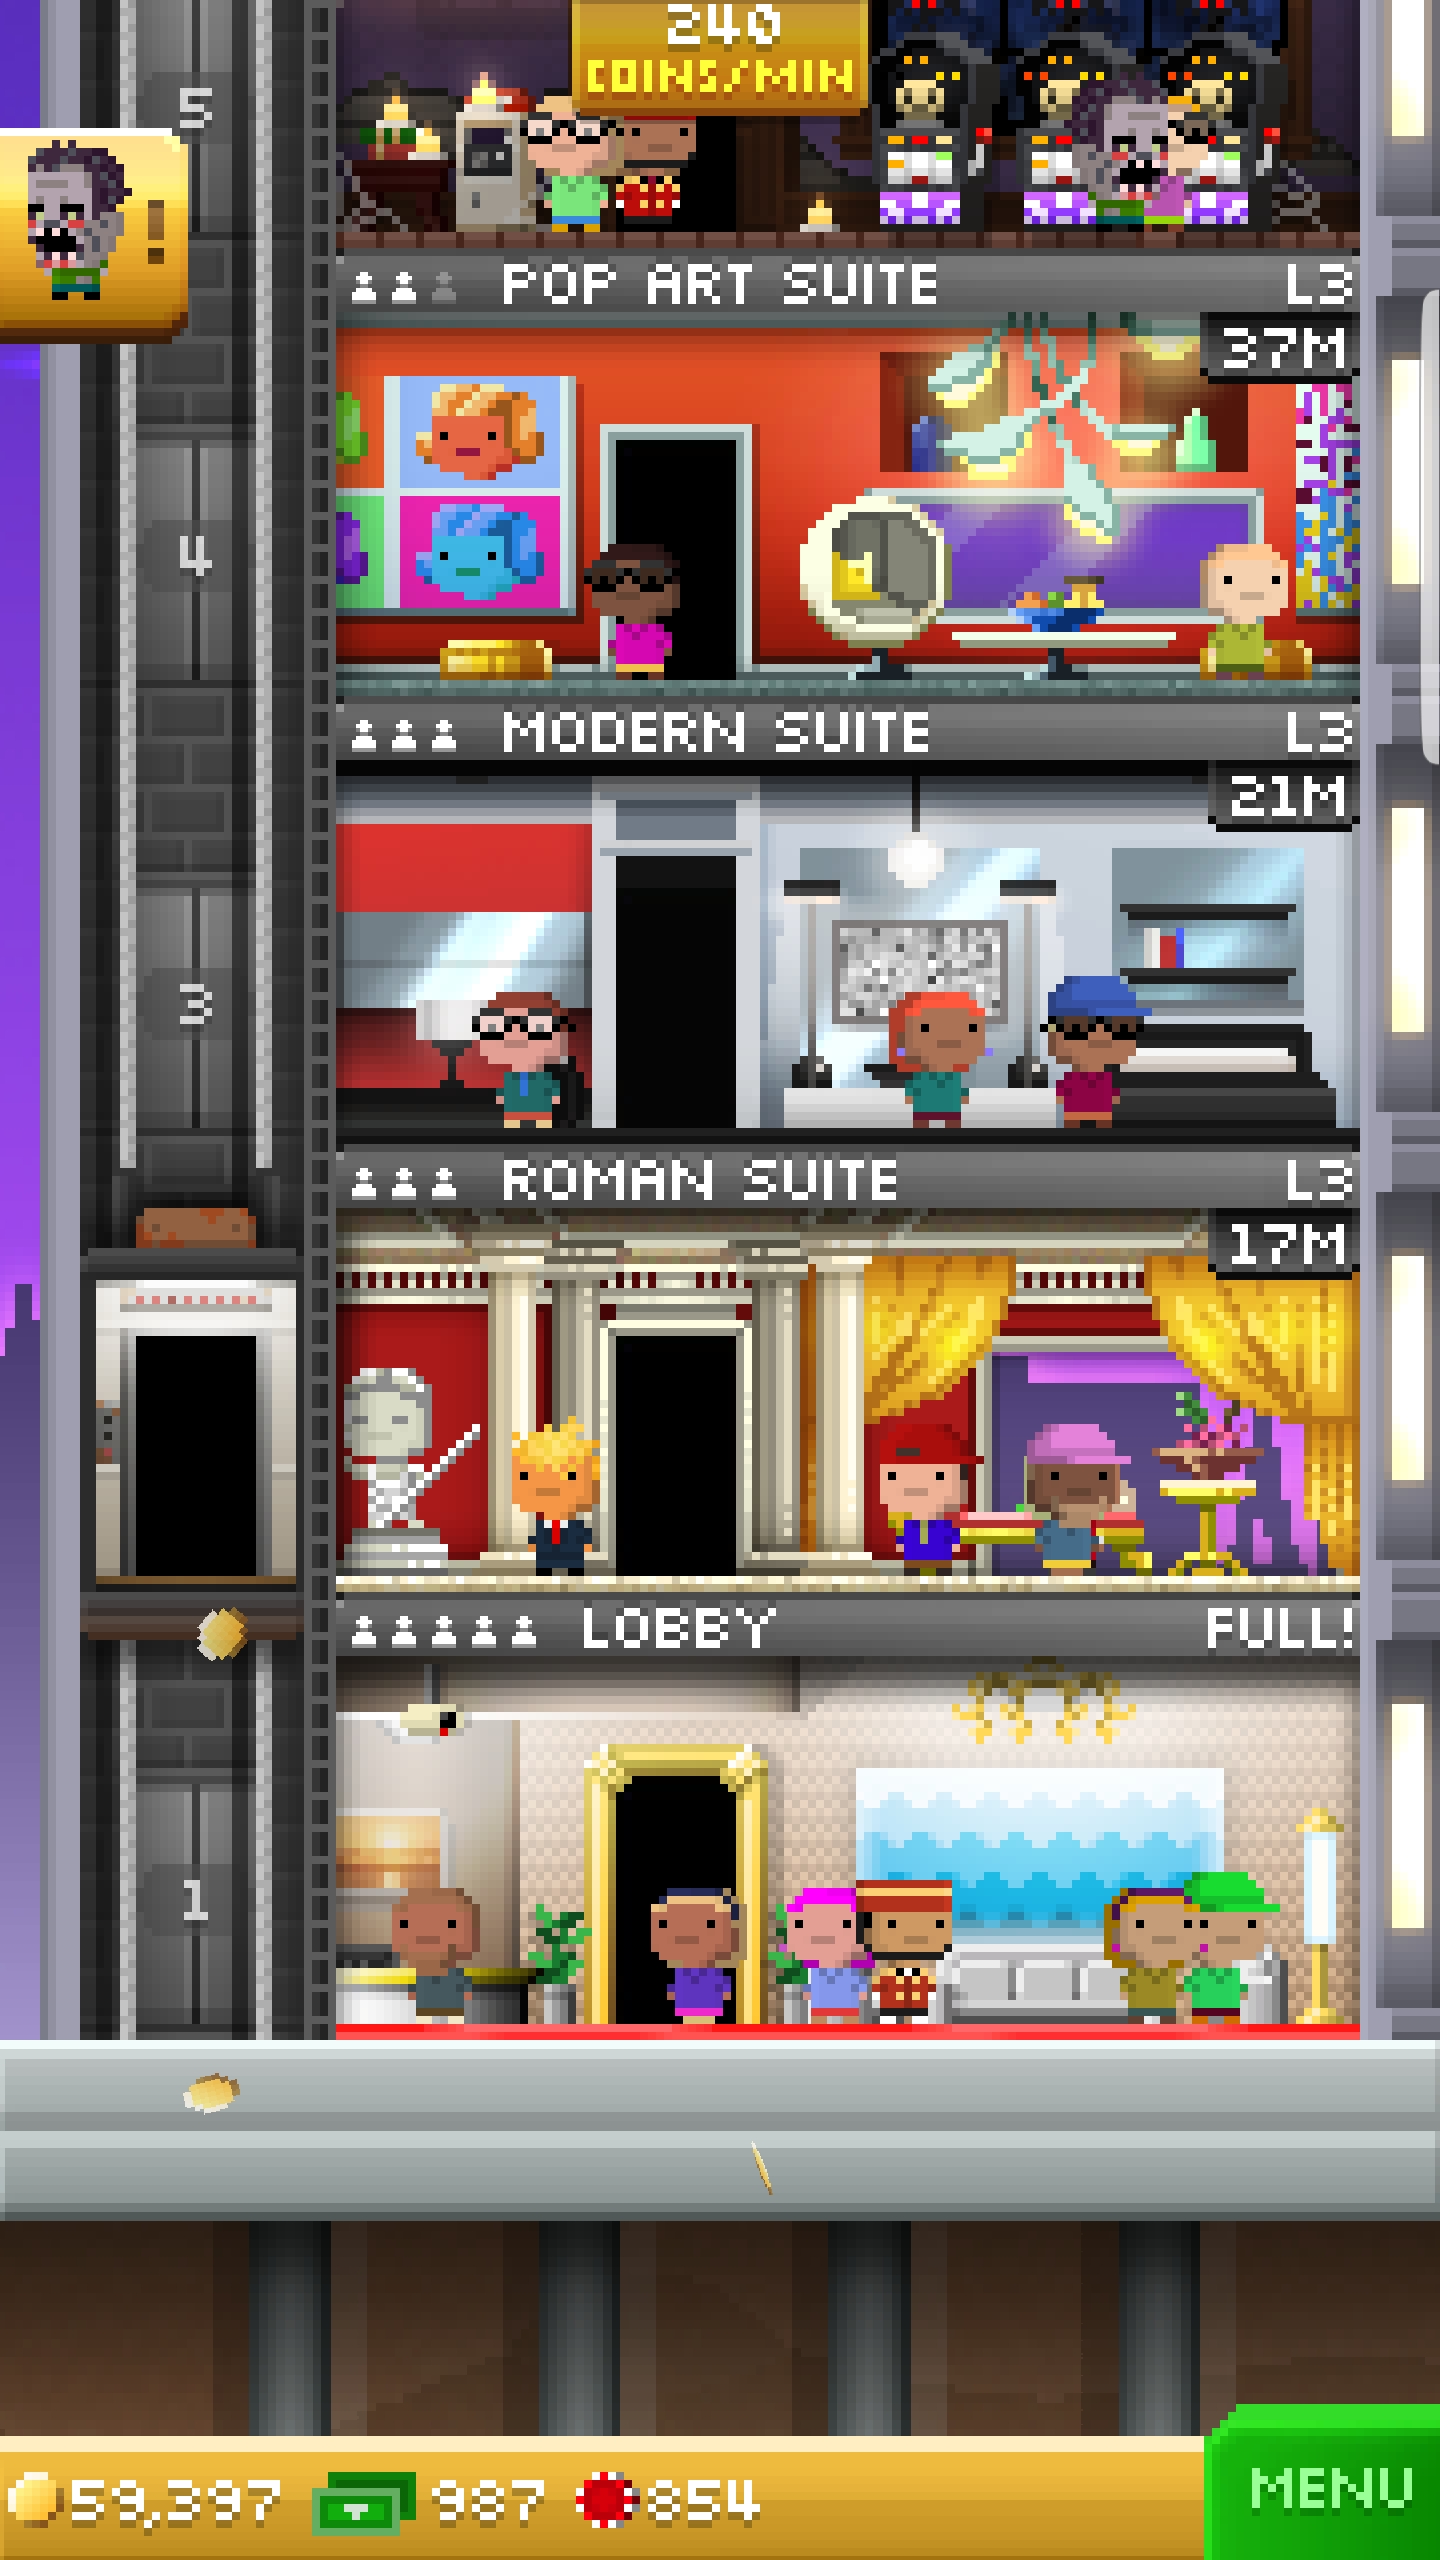 240
COINS/MIN
5
!
POP ART SUITE L3
37M
4
MODERN SUITE L3
21M
3
ROMAN SUITE L3
17M
LOBBY FULL!
1
59,397 987 854
MENU